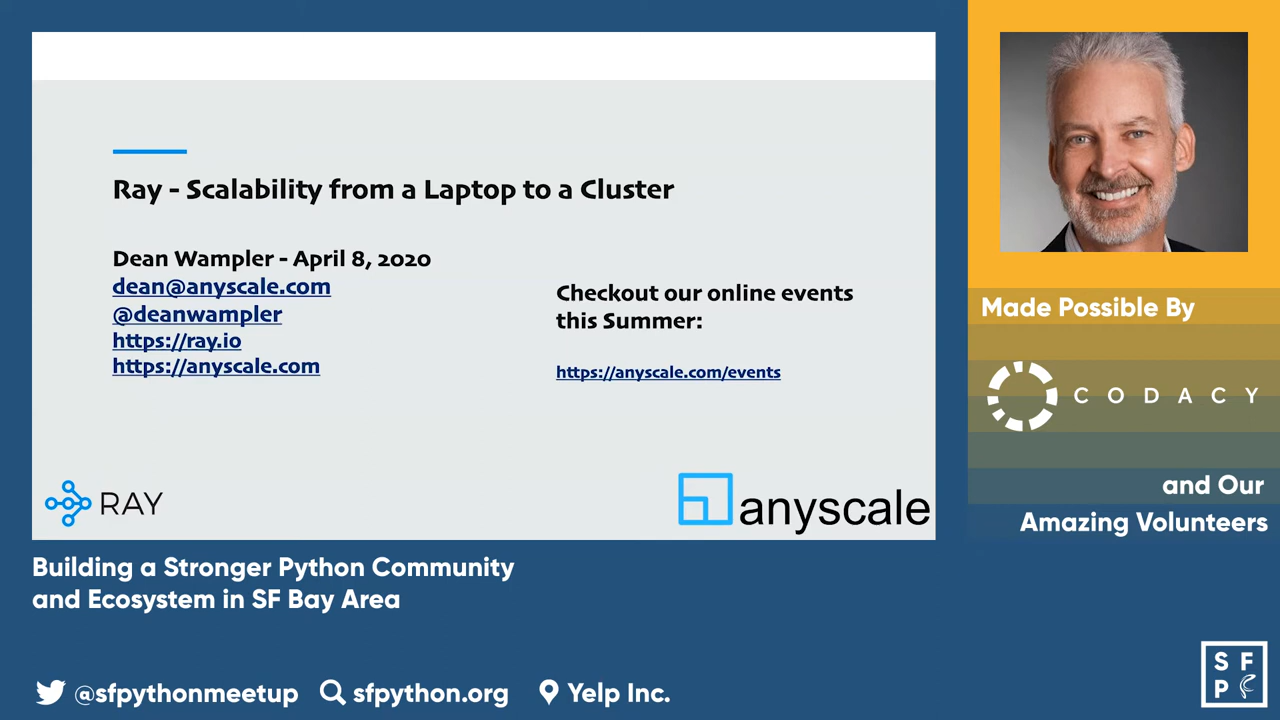 Ray - Scalability from a Laptop to a Cluster
Dean Wampler - April 8, 2020
dean@anyscale.com
@deanwampler
https://ray.io
https://anyscale.com
Checkout our online events
this Summer:
https://anyscale.com/events
RAY
anyscale
Made Possible By
CODACY
and Our
Amazing Volunteers
Building a Stronger Python Community
and Ecosystem in SF Bay Area
@sfpythonmeetup
sfpython.org
Yelp Inc.
S F
P